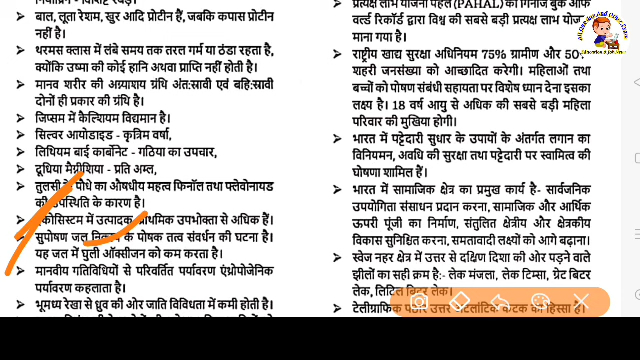 बाल, लूता रेशम, खुर आदि प्रोटीन हैं, जबकि कपास प्रोटीन
नहीं है।
थरमस क्लास में लंबे समय तक तरल गर्म या ठंडा रहता है,
क्योंकि उष्मा की कोई हानि अथवा प्राप्ति नहीं होती है।
मानव शरीर की अग्न्याशय ग्रंथि अंत:स्रावी एवं बहि:स्रावी
दोनों ही प्रकार की ग्रंथि है।
जिप्सम में कैल्शियम विद्यमान है।
सिल्वर आयोडाइड - कृत्रिम वर्षा,
लिथियम बाई कार्बोनेट - गठिया का उपचार,
दूधिया मैग्नीशिया - प्रति अम्ल,
तुलसी के पौधे का औषधीय महत्व फिनॉल तथा फ्लेवोनायड
की उपस्थिति के कारण है।
में उत्पादक प्राथमिक उपभोक्ता से अधिक हैं।
सुपोषण जल निकाय के पोषक तत्व संवर्धन की घटना है।
यह जल में घुली ऑक्सीजन को कम करता है।
मानवीय गतिविधियों से परिवर्तित पर्यावरण एंथ्रोपोजेनिक
पर्यावरण कहलाता है।
भूमध्य रेखा से ध्रुव की ओर जाति विविधता में कमी होती है।
प्रत्यक्ष लाभ योजना पहल (PAHAL) को गिनीज बुक ऑफ
वर्ल्ड रिकॉर्ड द्वारा विश्व की सबसे बड़ी प्रत्यक्ष लाभ
माना गया है।
राष्ट्रीय खाद्य सुरक्षा अधिनियम 75% ग्रामीण और
शहरी जनसंख्या को आच्छादित करेगी। महिलाओं तथा
बच्चों को पोषण संबंधी सहायता पर विशेष ध्यान देना इसका
लक्ष्य है। 18 वर्ष आयु से अधिक की सबसे बड़ी महिला
परिवार की मुखिया होगी।
भारत में पट्टेदारी सुधार के उपायों के अंतर्गत लगान का
विनियमन, अवधि की सुरक्षा तथा पट्टेदारी पर स्वामित्व की
घोषणा शामिल हैं।
भारत में सामाजिक क्षेत्र का प्रमुख कार्य है- सार्वजनिक
उपयोगिता संसाधन प्रदान करना, सामाजिक और आर्थिक
ऊपरी पूंजी का निर्माण, संतुलित क्षेत्रीय और क्षेत्रकीय
विकास सुनिश्चित करना, समतावादी लक्ष्यों को आगे बढ़ाना।
स्वेज नहर क्षेत्र में उत्तर से दक्षिण दिशा की ओर पड़ने वाले
झीलों का सही क्रम है:- लेक मंजला, लेक टिम्सा, ग्रेट बिटर
लेक, लिटिल बिटर लेक।
टेलीग्राफिक पठार उत्तर अटलांटिक कटक का हिस्सा है।